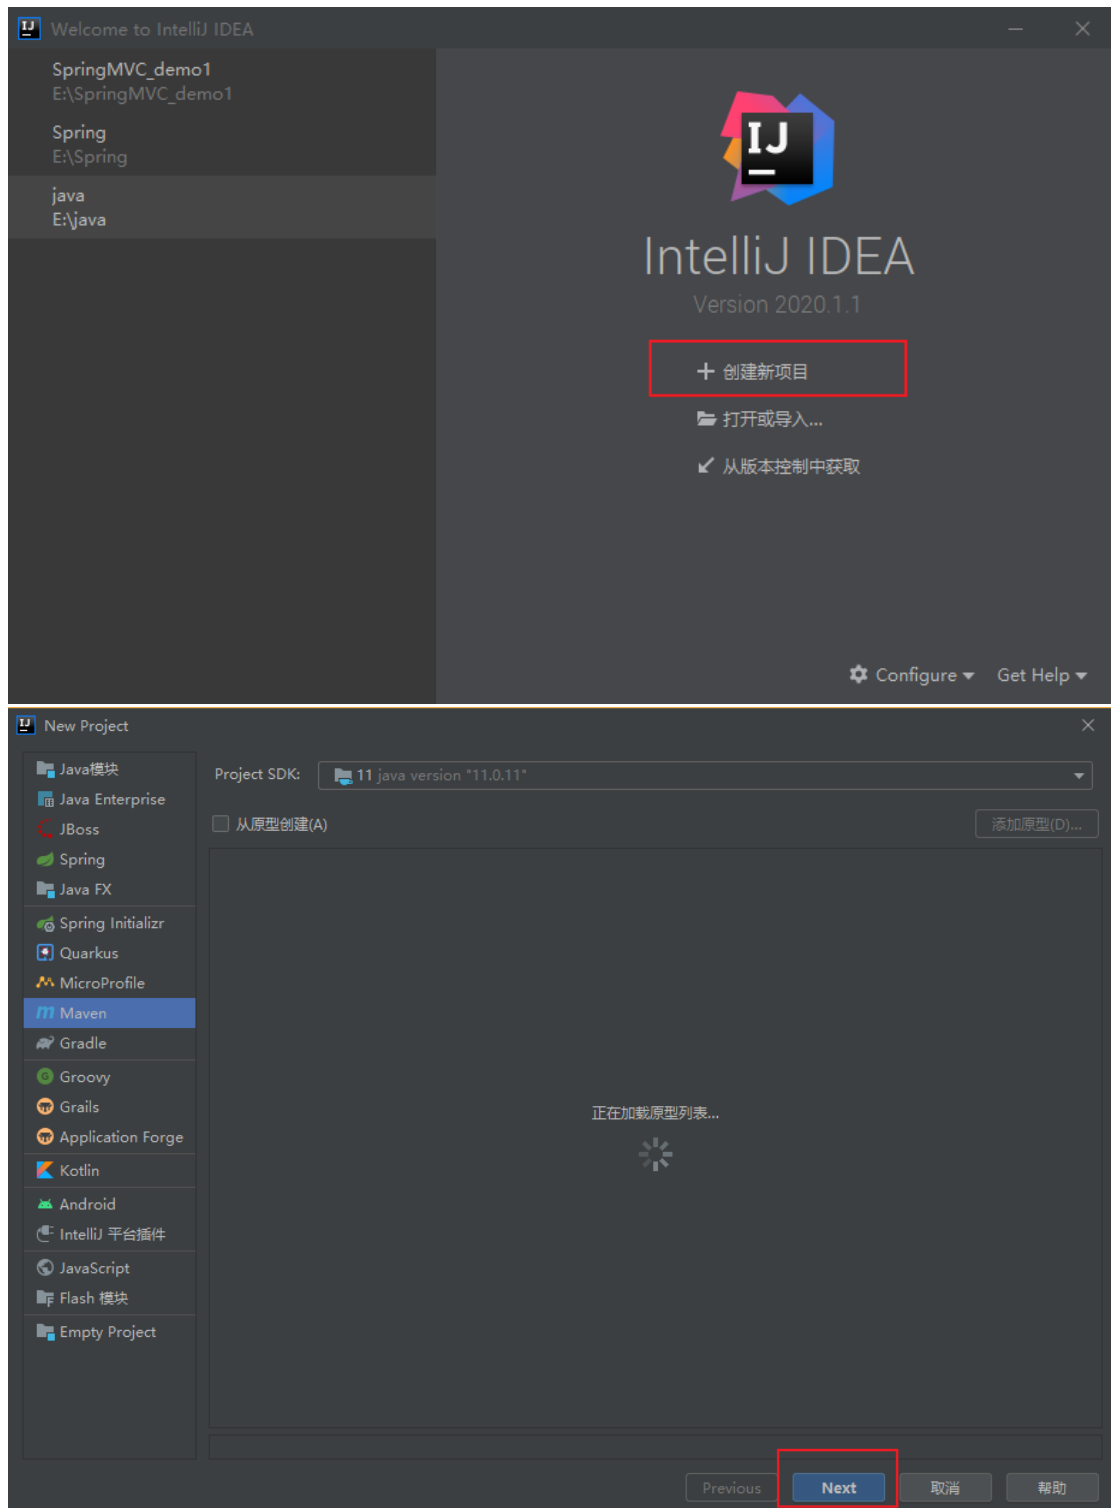 Welcome to IntelliJ IDEA
SpringMVC_demo1
E:\SpringMVC_demo1
Spring
E:\Spring
java
E:\java
IJ
IntelliJ IDEA
Version 2020.1.1
创建新项目
打开或导入...
从版本控制中获取
Configure
Get Help
New Project
Java模块
Java Enterprise
JBoss
Spring
Java FX
Spring Initializr
Quarkus
MicroProfile
Maven
Gradle
Groovy
Grails
Application Forge
Kotlin
Android
IntelliJ 平台插件
JavaScript
Flash 模块
Empty Project
Project SDK:
11 java version "11.0.11"
从原型创建(A)
添加原型(D)...
正在加载原型列表...
Previous
Next
取消
帮助